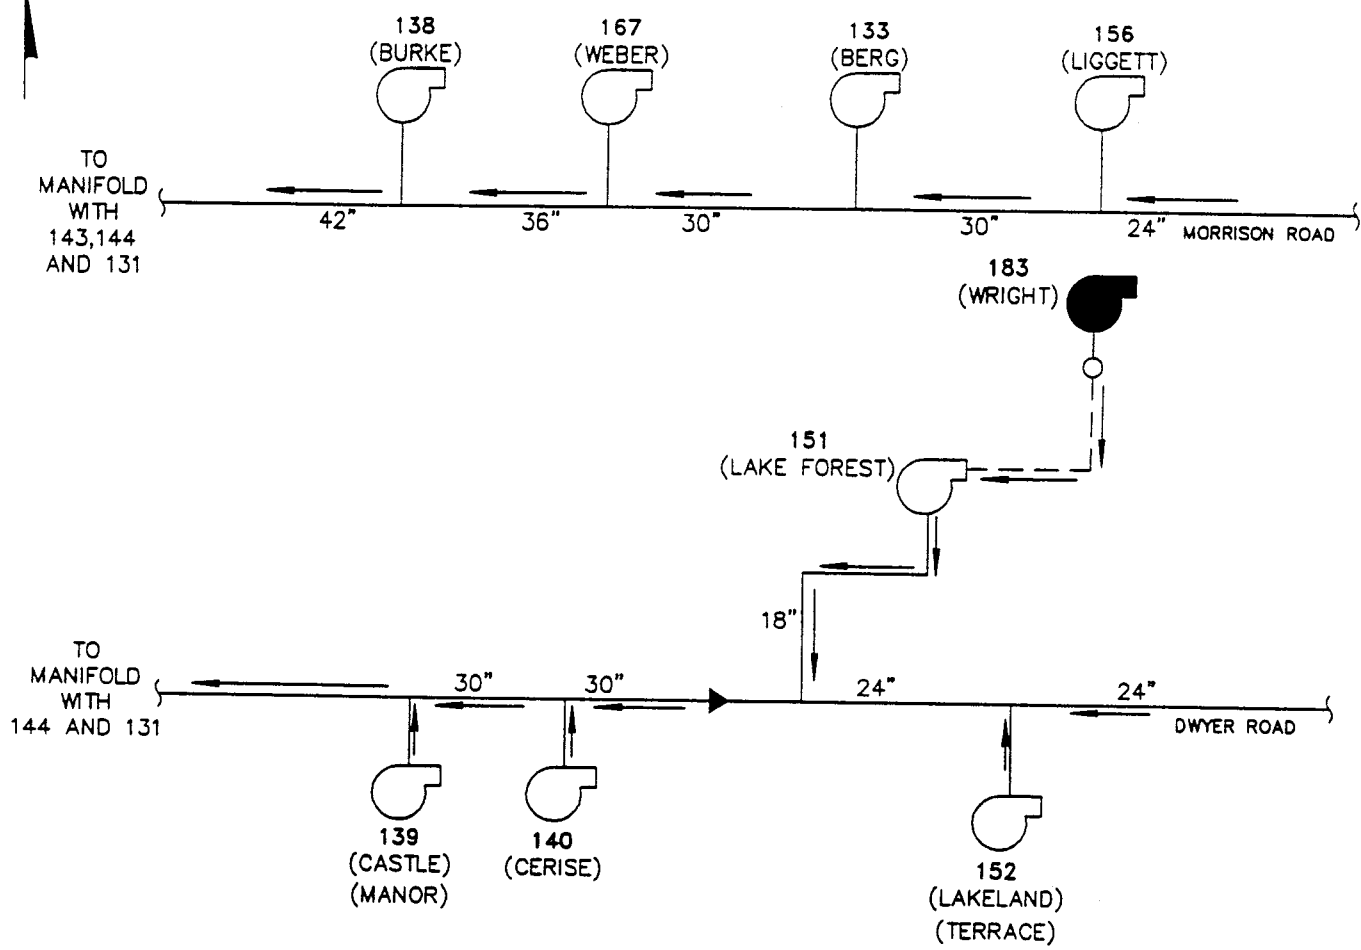 138
(BURKE)
167
(WEBER)
133
(BERG)
156
(LIGGETT)
TO
MANIFOLD
WITH
143,144
AND 131
42"
36"
30"
30"
24"
MORRISON ROAD
183
(WRIGHT)
151
(LAKE FOREST)
18"
TO
MANIFOLD
WITH
144 AND 131
30"
30"
24"
24"
DWYER ROAD
139
(CASTLE)
(MANOR)
140
(CERISE)
152
(LAKELAND)
(TERRACE)